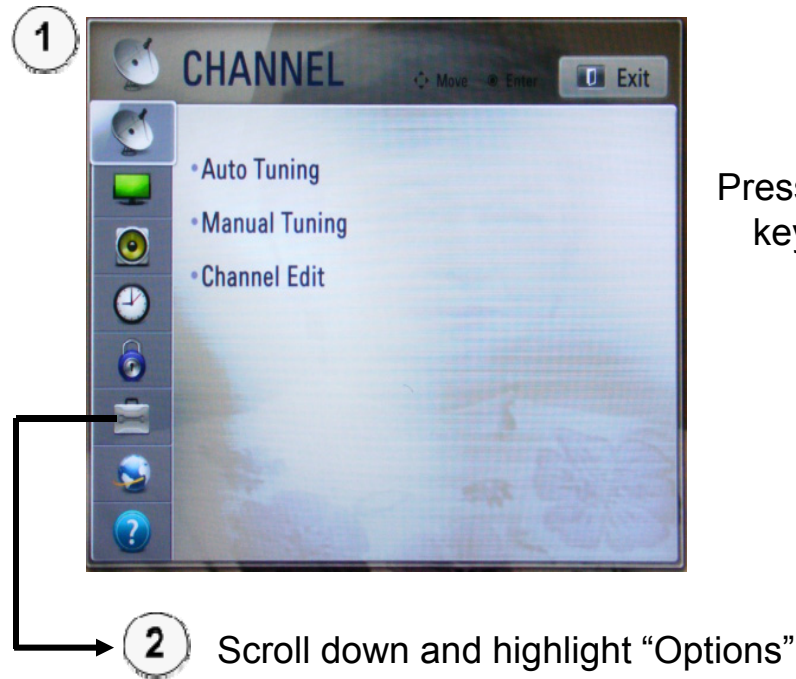 1
CHANNEL Move Enter Exit
Auto Tuning
Manual Tuning
Channel Edit
Press
key
?
2 Scroll down and highlight “Options”